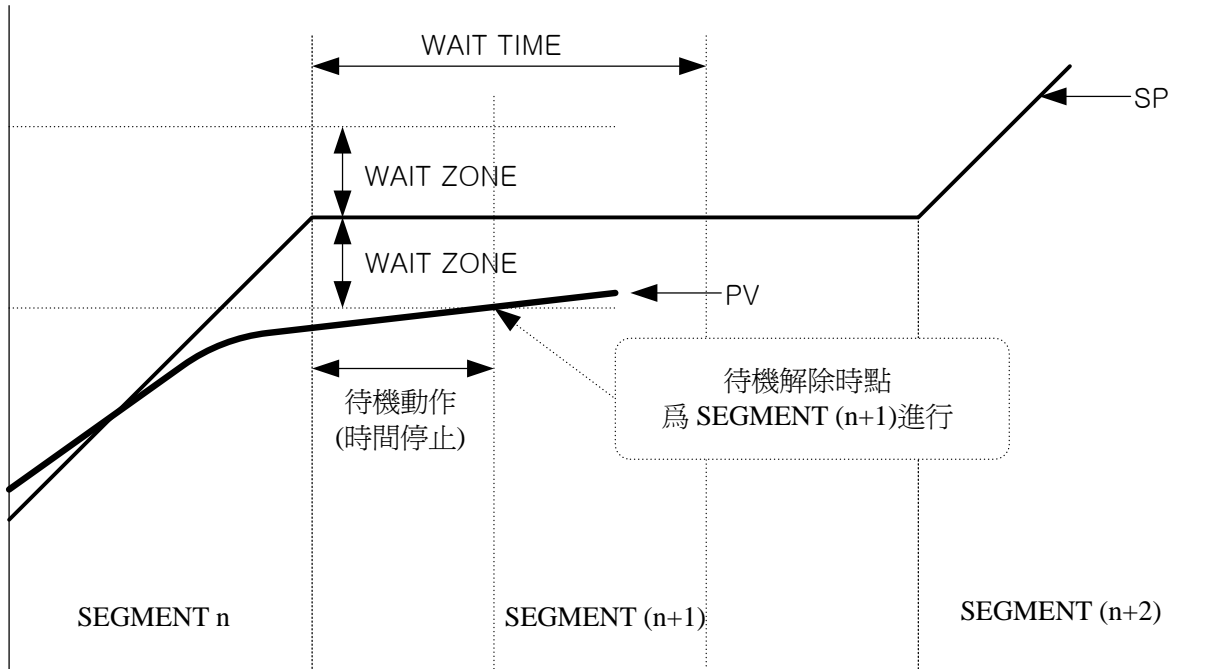 WAIT TIME
SP
WAIT ZONE
WAIT ZONE
PV
待機動作
(時間停止)
待機解除時點
爲 SEGMENT (n+1)進行
SEGMENT n
SEGMENT (n+1)
SEGMENT (n+2)